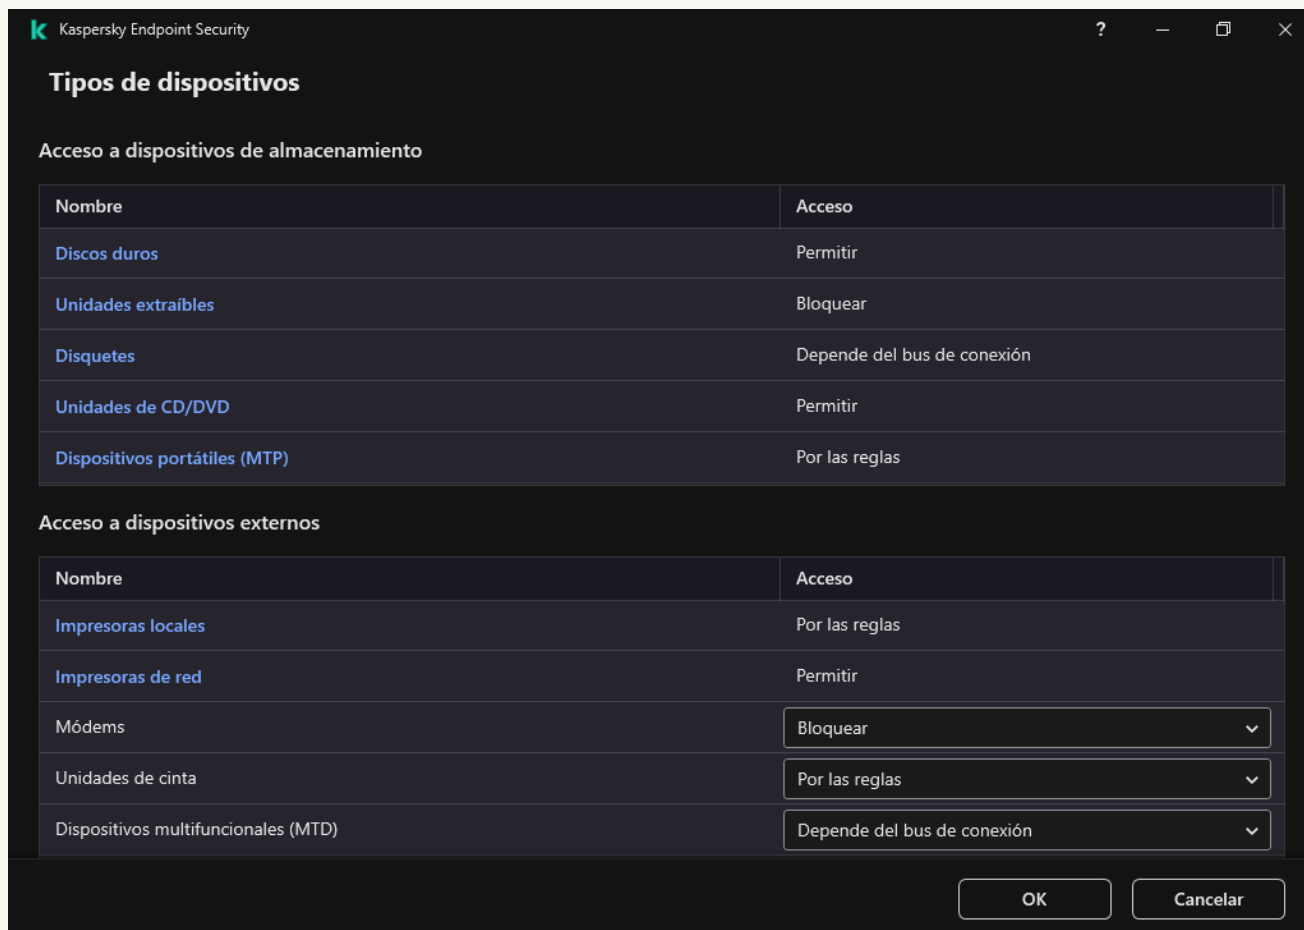 Kaspersky Endpoint Security
Tipos de dispositivos
Acceso a dispositivos de almacenamiento
Nombre Acceso
Discos duros Permitir
Unidades extraíbles Bloquear
Disquetes Depende del bus de conexión
Unidades de CD/DVD Permitir
Dispositivos portátiles (MTP) Por las reglas
Acceso a dispositivos externos
Nombre Acceso
Impresoras locales Por las reglas
Impresoras de red Permitir
Módems Bloquear
Unidades de cinta Por las reglas
Dispositivos multifuncionales (MTD) Depende del bus de conexión
OK Cancelar